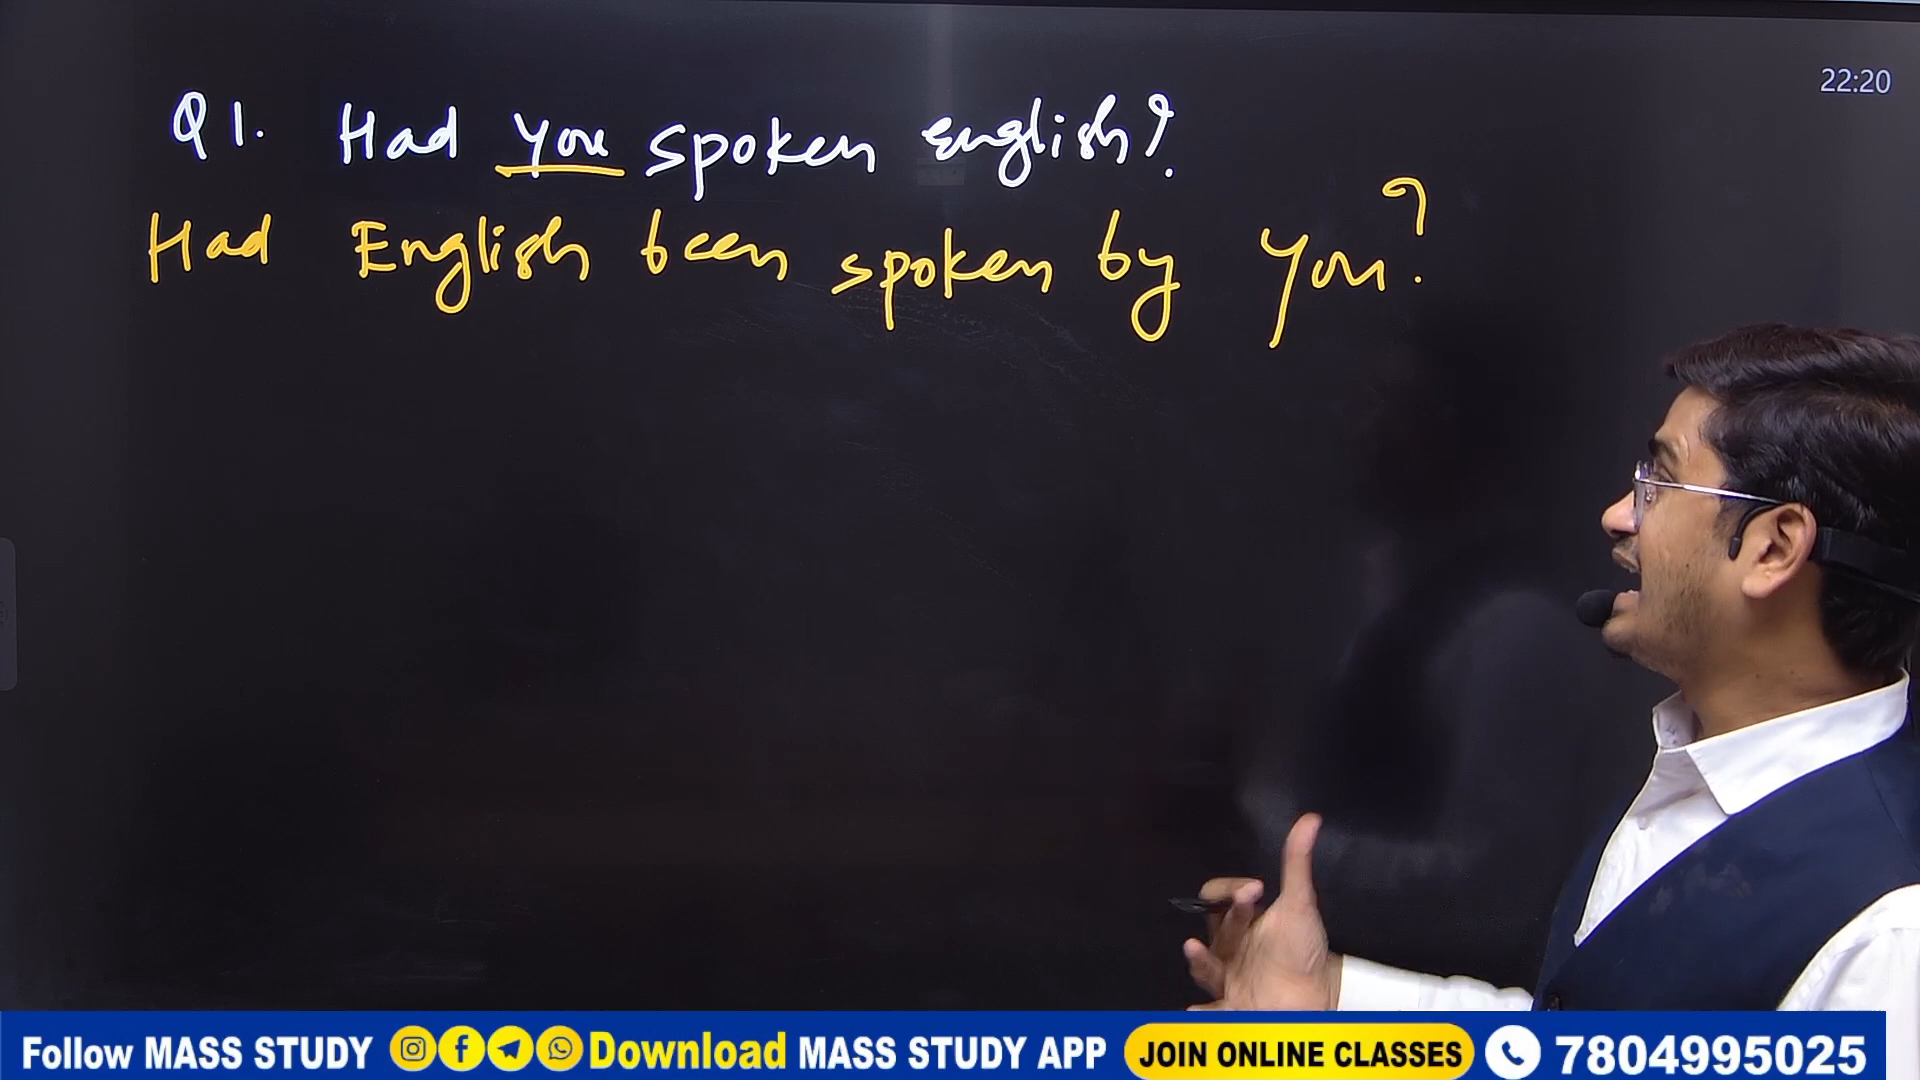 22:20
Q1. Had you spoken english?
Had English been spoken by you?
Follow MASS STUDY Download MASS STUDY APP JOIN ONLINE CLASSES 7804995025